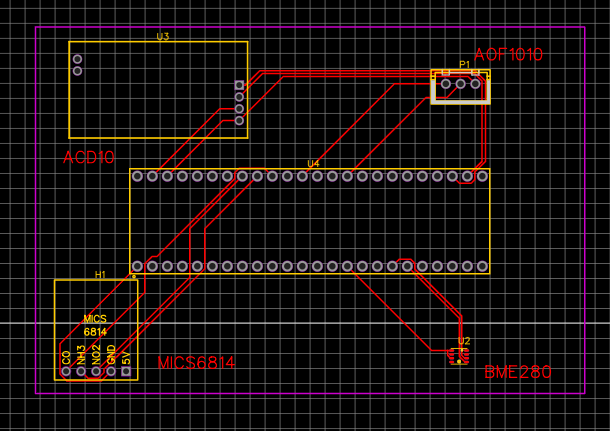 U3
AOF1010
P1
ACD10
U4
H1
MICS
6814
CO
NH3
NO2
GND
5V
MICS6814
U2
BME280